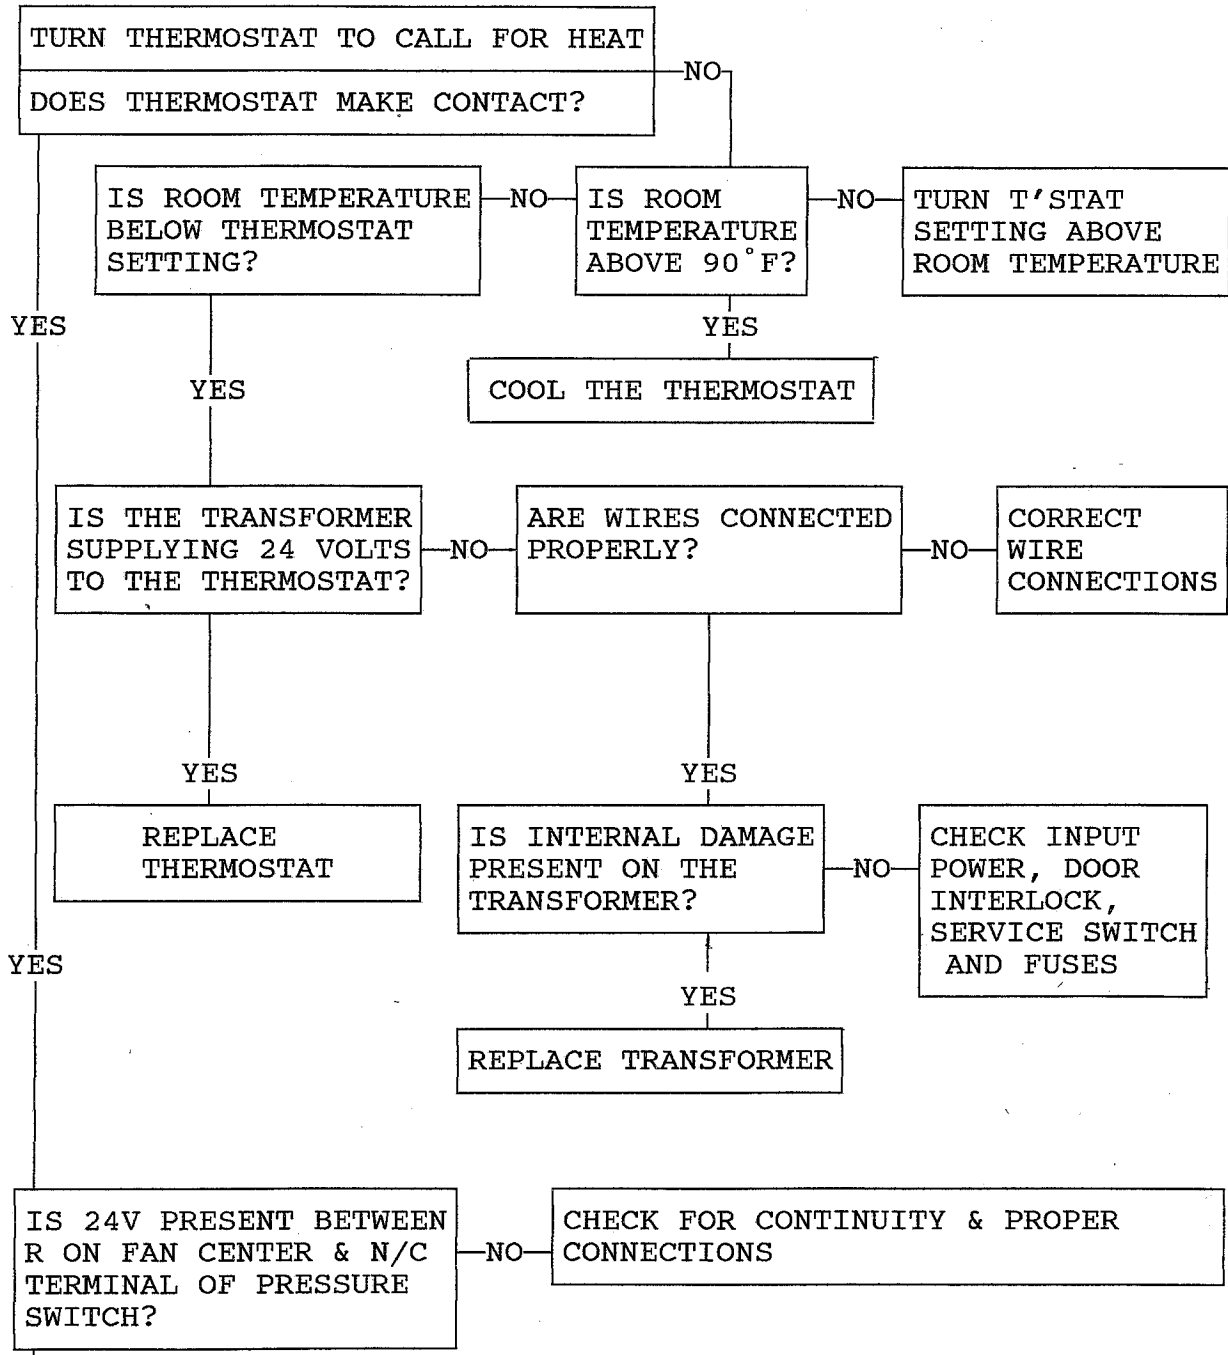 TURN THERMOSTAT TO CALL FOR HEAT
NO
DOES THERMOSTAT MAKE CONTACT?
IS ROOM TEMPERATURE
BELOW THERMOSTAT
SETTING?
NO
IS ROOM
TEMPERATURE
ABOVE 90°F?
NO
TURN T'STAT
SETTING ABOVE
ROOM TEMPERATURE
YES
YES
YES
COOL THE THERMOSTAT
IS THE TRANSFORMER
SUPPLYING 24 VOLTS
TO THE THERMOSTAT?
NO
ARE WIRES CONNECTED
PROPERLY?
NO
CORRECT
WIRE
CONNECTIONS
YES
YES
REPLACE
THERMOSTAT
IS INTERNAL DAMAGE
PRESENT ON THE
TRANSFORMER?
NO
CHECK INPUT
POWER, DOOR
INTERLOCK,
SERVICE SWITCH
AND FUSES
YES
YES
REPLACE TRANSFORMER
IS 24V PRESENT BETWEEN
R ON FAN CENTER & N/C
TERMINAL OF PRESSURE
SWITCH?
NO
CHECK FOR CONTINUITY & PROPER
CONNECTIONS